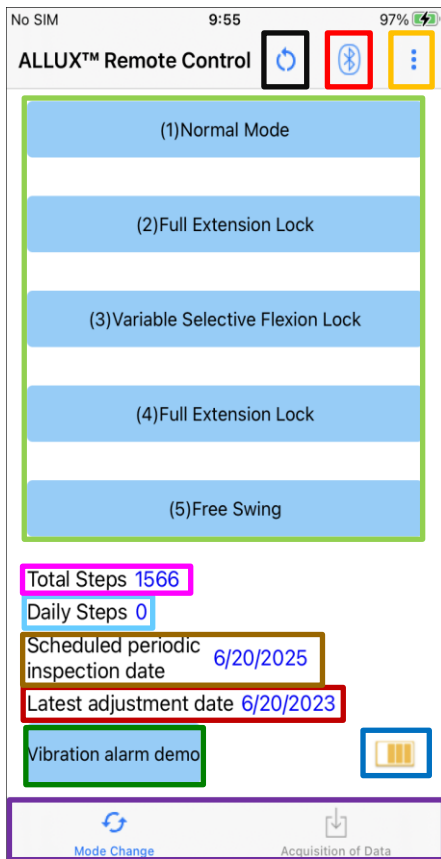 No SIM 9:55 97%
ALLUX™ Remote Control
(1)Normal Mode
(2)Full Extension Lock
(3)Variable Selective Flexion Lock
(4)Full Extension Lock
(5)Free Swing
Total Steps 1566
Daily Steps 0
Scheduled periodic
inspection date 6/20/2025
Latest adjustment date 6/20/2023
Vibration alarm demo
Mode Change Acquisition of Data